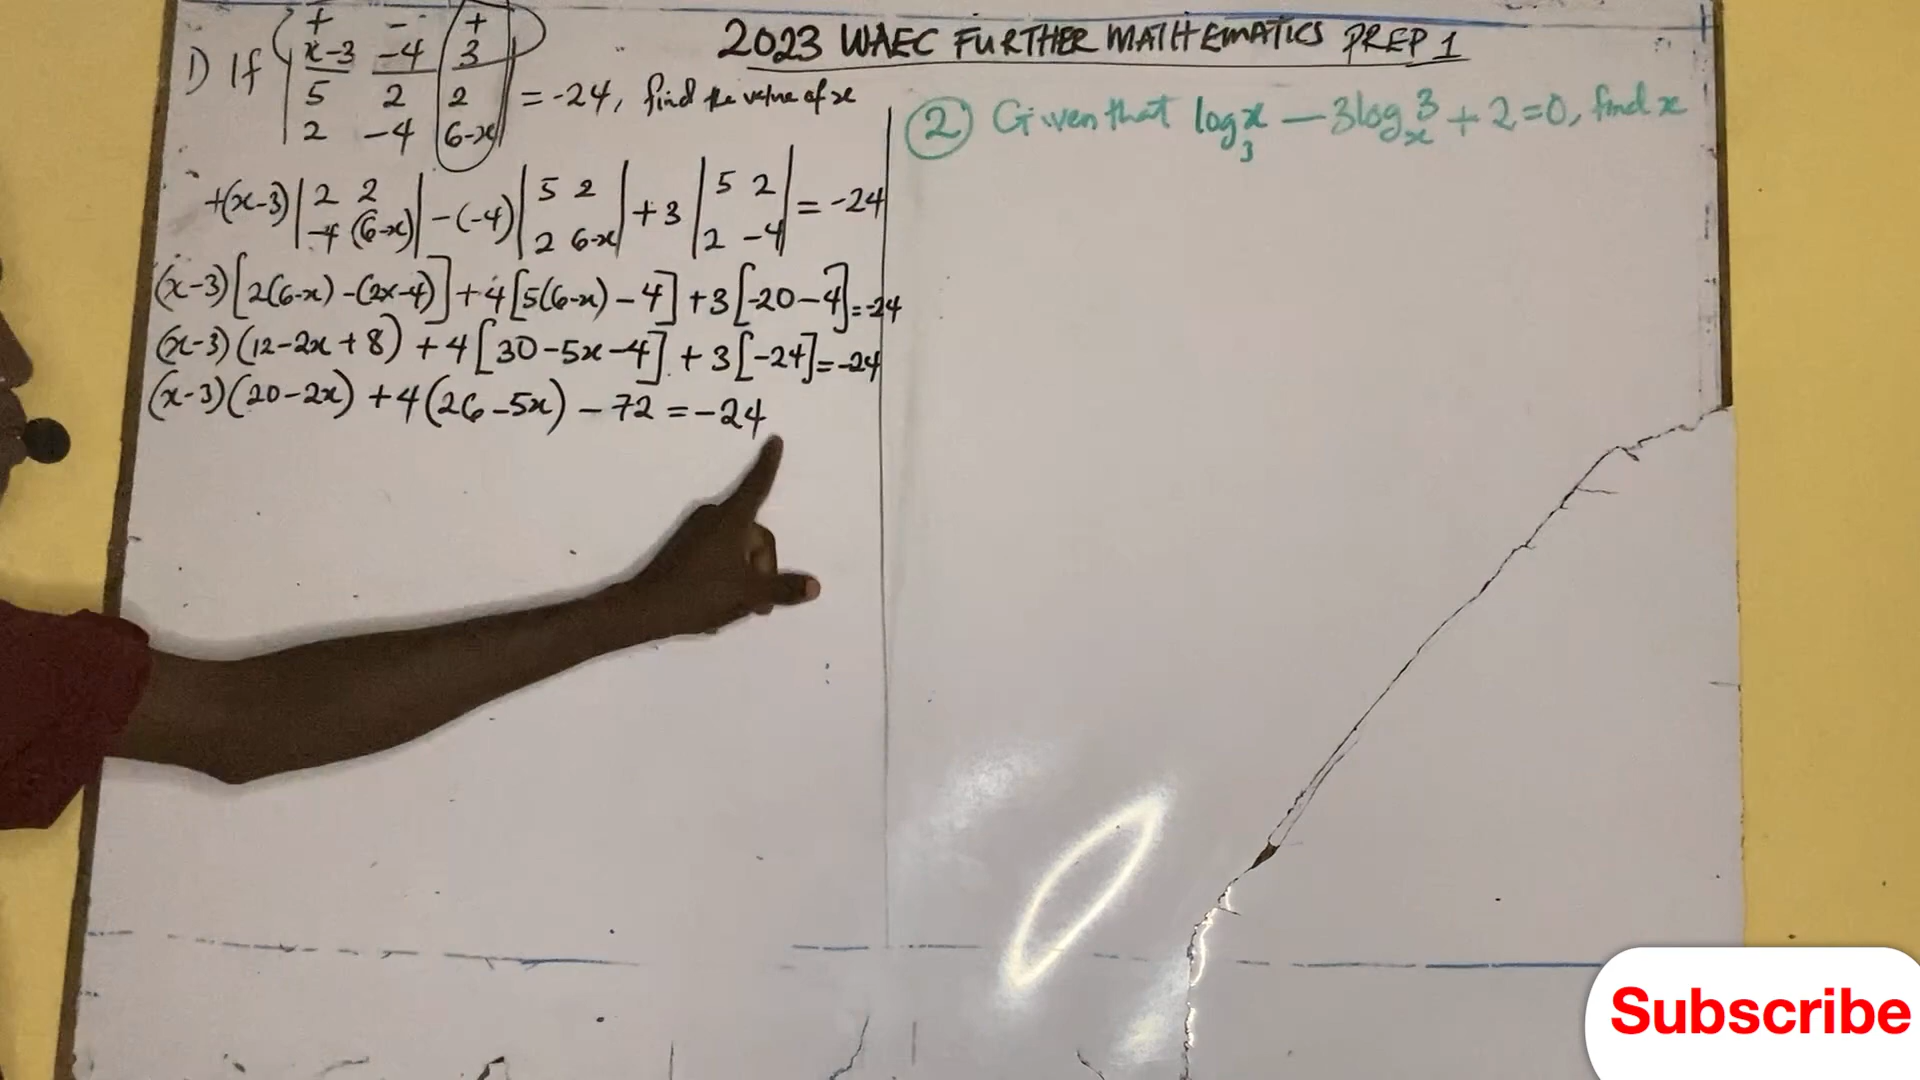 2023 WAEC FURTHER MATHEMATICS PREP 1
+ - +
1) If | x-3 -4 3 |
| 5 2 2 | = -24, find the value of x
| 2 -4 6-x |
+(x-3) | 2 2 | -(-4) | 5 2 | +3 | 5 2 | = -24
| -4 (6-x) | | 2 6-x | | 2 -4 |
(x-3)[2(6-x) -(2x-4)] +4[5(6-x) - 4] +3[-20-4] = -24
(x-3)(12-2x+8) +4[30-5x-4] +3[-24] = -24
(x-3)(20-2x) +4(26-5x) -72 = -24
② Given that log₃x - 3logₓ3 + 2=0, find x
Subscribe